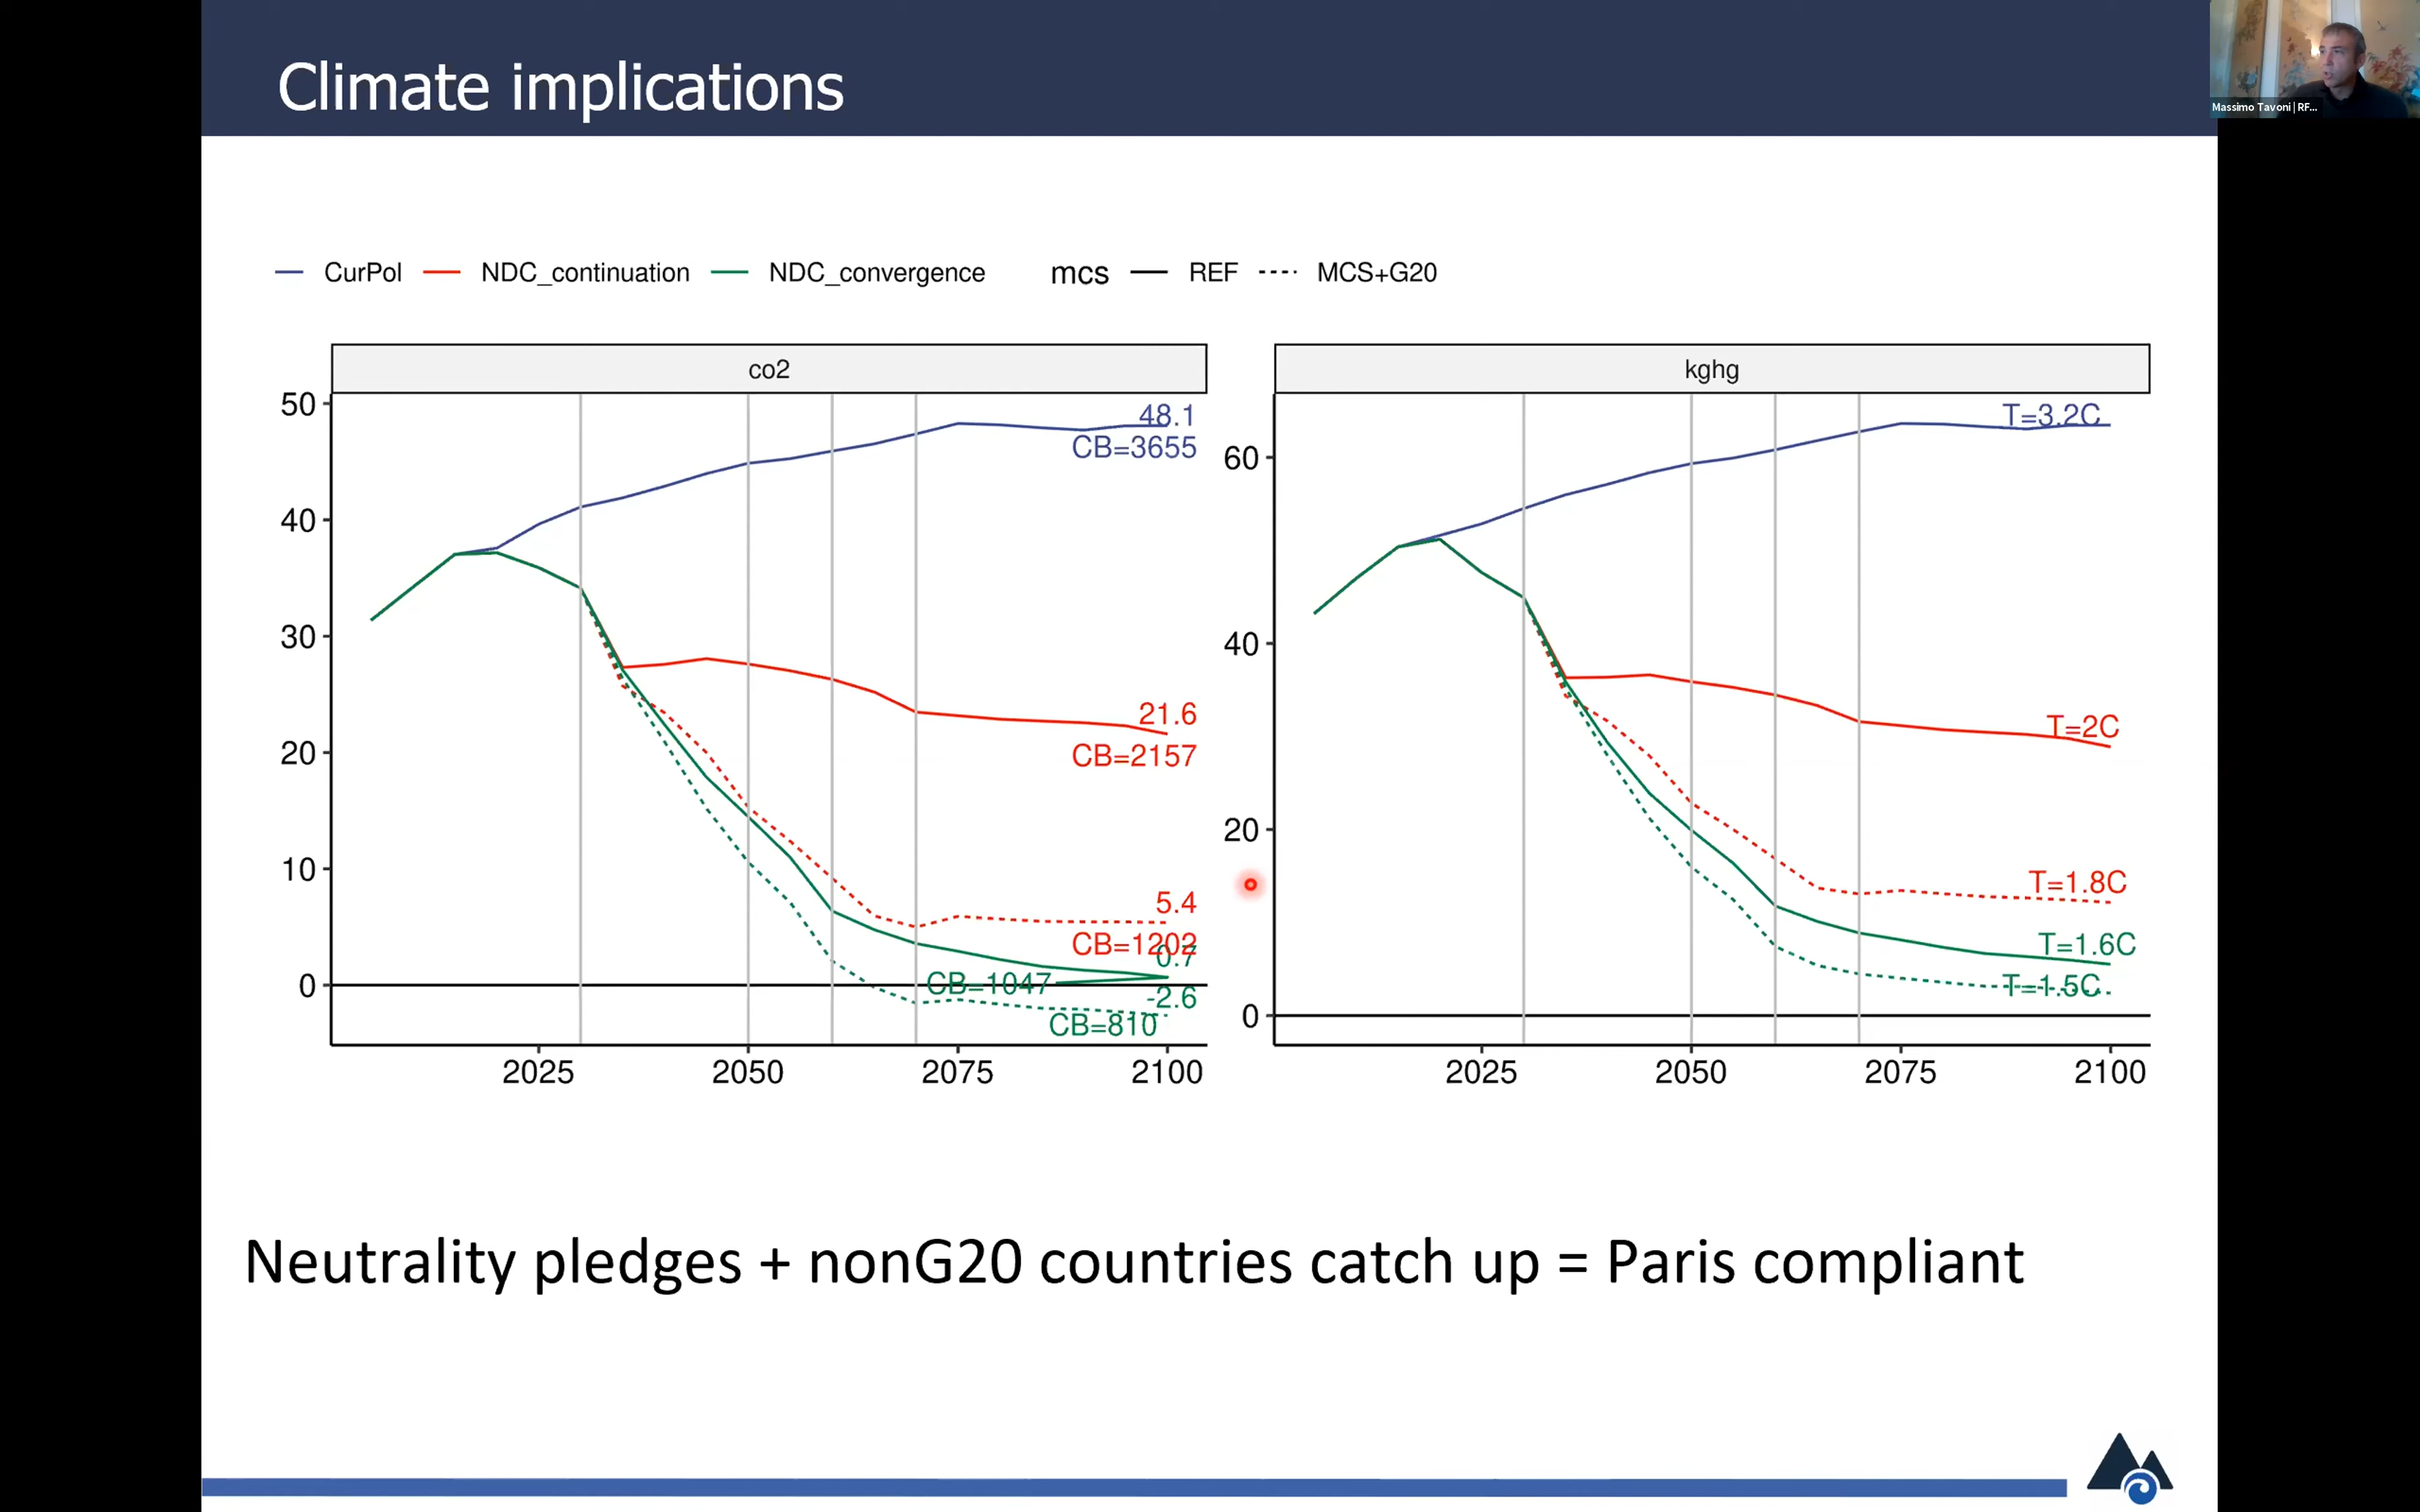 Climate implications
Massimo Tavoni | RF...
CurPol NDC_continuation NDC_convergence mcs REF MCS+G20
co2
50
40
30
20
10
0
48.1
CB=3655
21.6
CB=2157
5.4
CB=1202
0.7
CB=1047
-2.6
CB=810
2025 2050 2075 2100
kghg
60
40
20
0
T=3.2C
T=2C
T=1.8C
T=1.6C
T=1.5C
2025 2050 2075 2100
Neutrality pledges + nonG20 countries catch up = Paris compliant